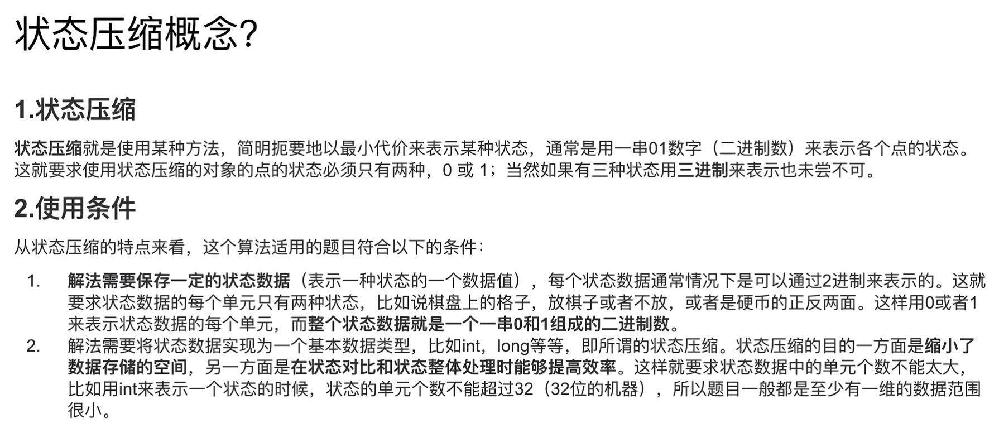 状态压缩概念？
1.状态压缩
状态压缩就是使用某种方法，简明扼要地以最小代价来表示某种状态，通常是用一串01数字（二进制数）来表示各个点的状态。
这就要求使用状态压缩的对象的点的状态必须只有两种，0 或 1；当然如果有三种状态用三进制来表示也未尝不可。
2.使用条件
从状态压缩的特点来看，这个算法适用的题目符合以下的条件：
1. 解法需要保存一定的状态数据（表示一种状态的一个数据值），每个状态数据通常情况下是可以通过2进制来表示的。这就
要求状态数据的每个单元只有两种状态，比如说棋盘上的格子，放棋子或者不放，或者是硬币的正反两面。这样用0或者1
来表示状态数据的每个单元，而整个状态数据就是一个一串0和1组成的二进制数。
2. 解法需要将状态数据实现为一个基本数据类型，比如int，long等等，即所谓的状态压缩。状态压缩的目的一方面是缩小了
数据存储的空间，另一方面是在状态对比和状态整体处理时能够提高效率。这样就要求状态数据中的单元个数不能太大，
比如用int来表示一个状态的时候，状态的单元个数不能超过32（32位的机器），所以题目一般都是至少有一维的数据范围
很小。